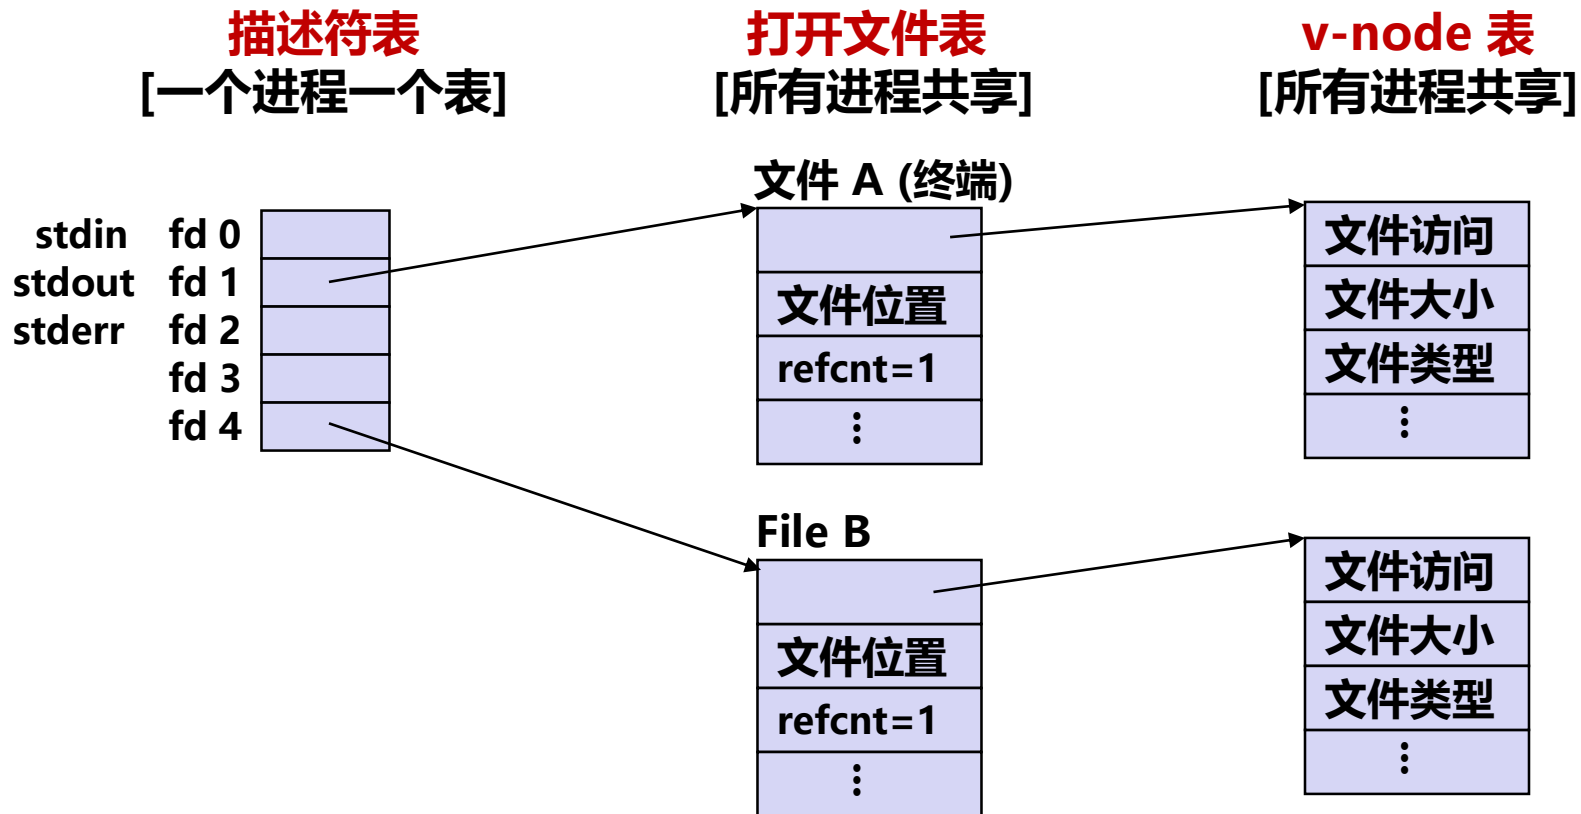 描述符表
[一个进程一个表]
打开文件表
[所有进程共享]
v-node 表
[所有进程共享]
stdin fd 0
stdout fd 1
stderr fd 2
fd 3
fd 4
文件 A (终端)
文件位置
refcnt=1
⋮
文件访问
文件大小
文件类型
⋮
File B
文件位置
refcnt=1
⋮
文件访问
文件大小
文件类型
⋮